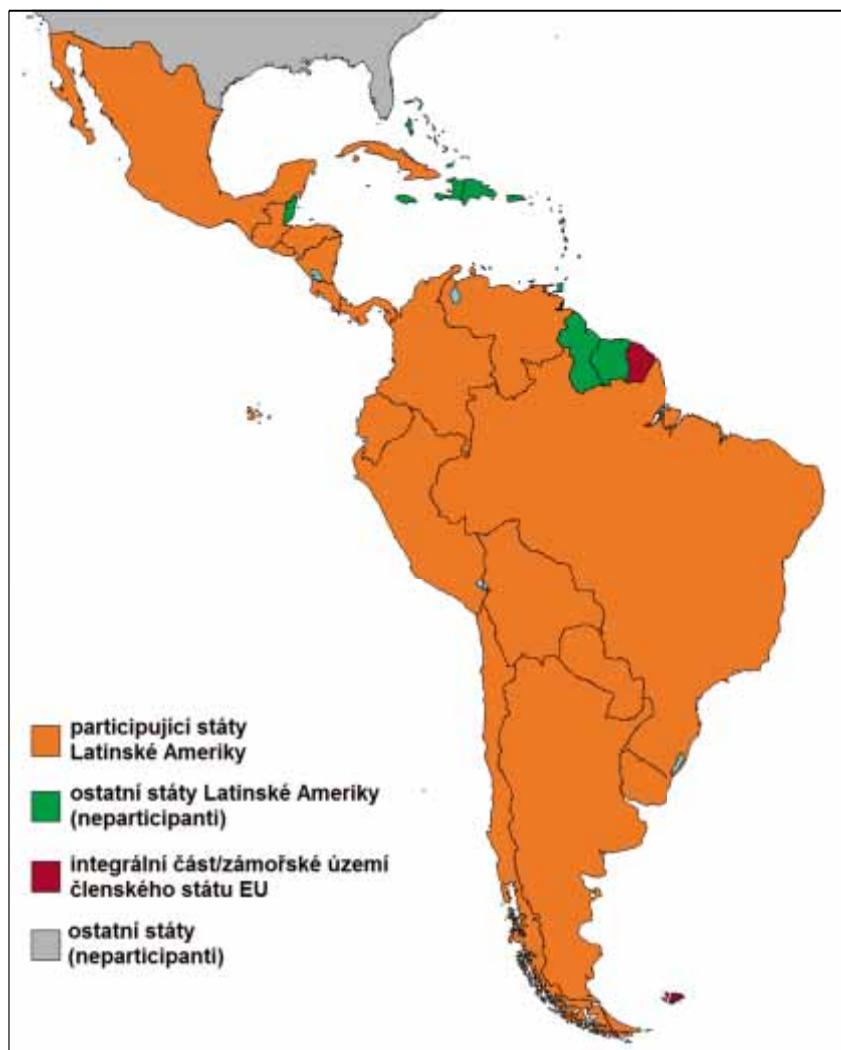 participující státy
Latinské Ameriky
ostatní státy Latinské Ameriky
(neparticipanti)
integrální část/zámořské území
členského státu EU
ostatní státy
(neparticipanti)